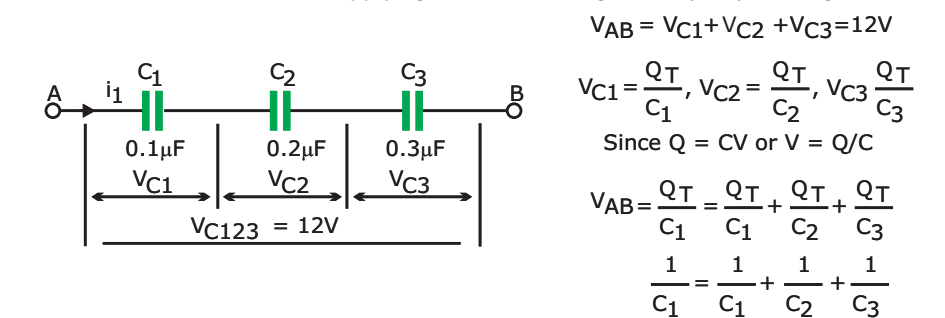 A i1 C1 C2 C3 B
0.1μF 0.2μF 0.3μF
VC1 VC2 VC3
VC123 = 12V
VAB = VC1+VC2 +VC3=12V
VC1 = QT/C1, VC2 = QT/C2, VC3 QT/C3
Since Q = CV or V = Q/C
VAB = QT/C1 = QT/C1 + QT/C2 + QT/C3
1/C1 = 1/C1 + 1/C2 + 1/C3